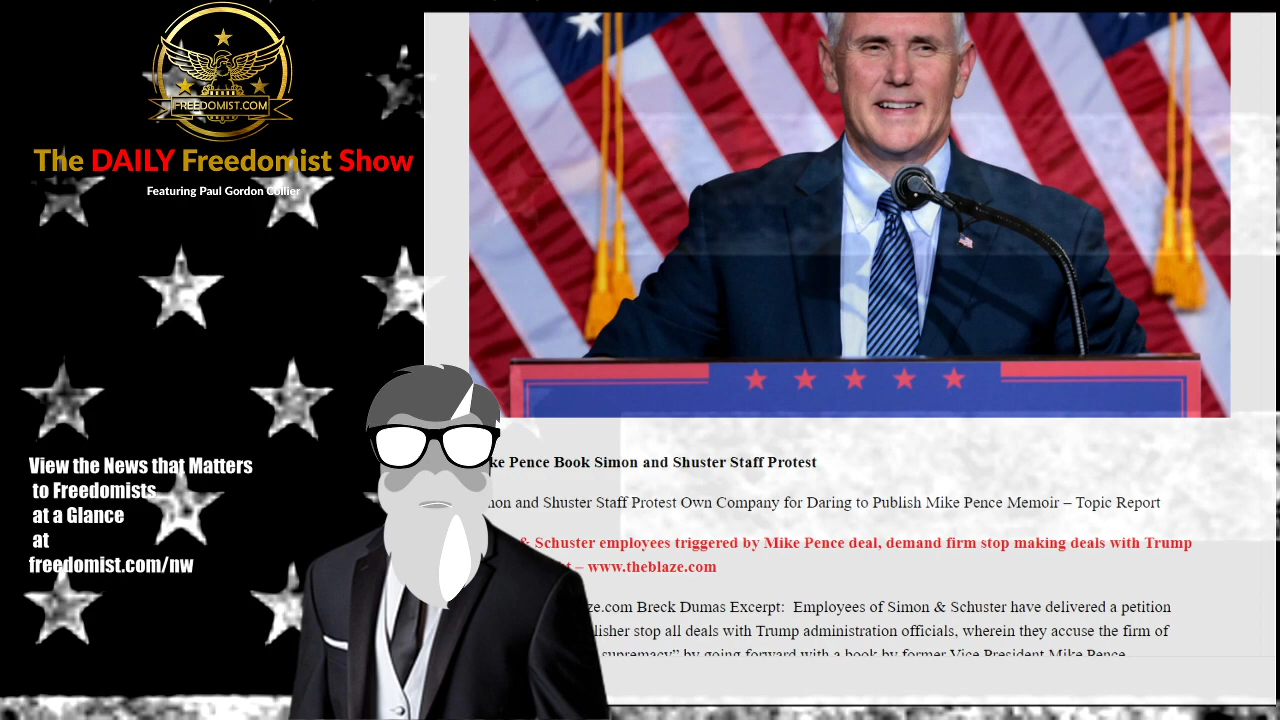 FREEDOMIST.COM
The DAILY Freedomist Show
Featuring Paul Gordon Collier
View the News that Matters
to Freedomists
at a Glance
at
freedomist.com/nw
ke Pence Book Simon and Shuster Staff Protest
non and Shuster Staff Protest Own Company for Daring to Publish Mike Pence Memoir – Topic Report
& Schuster employees triggered by Mike Pence deal, demand firm stop making deals with Trump
– www.theblaze.com
ze.com Breck Dumas Excerpt: Employees of Simon & Schuster have delivered a petition
lisher stop all deals with Trump administration officials, wherein they accuse the firm of
supremacy” by going forward with a book by former Vice President Mike Pence.